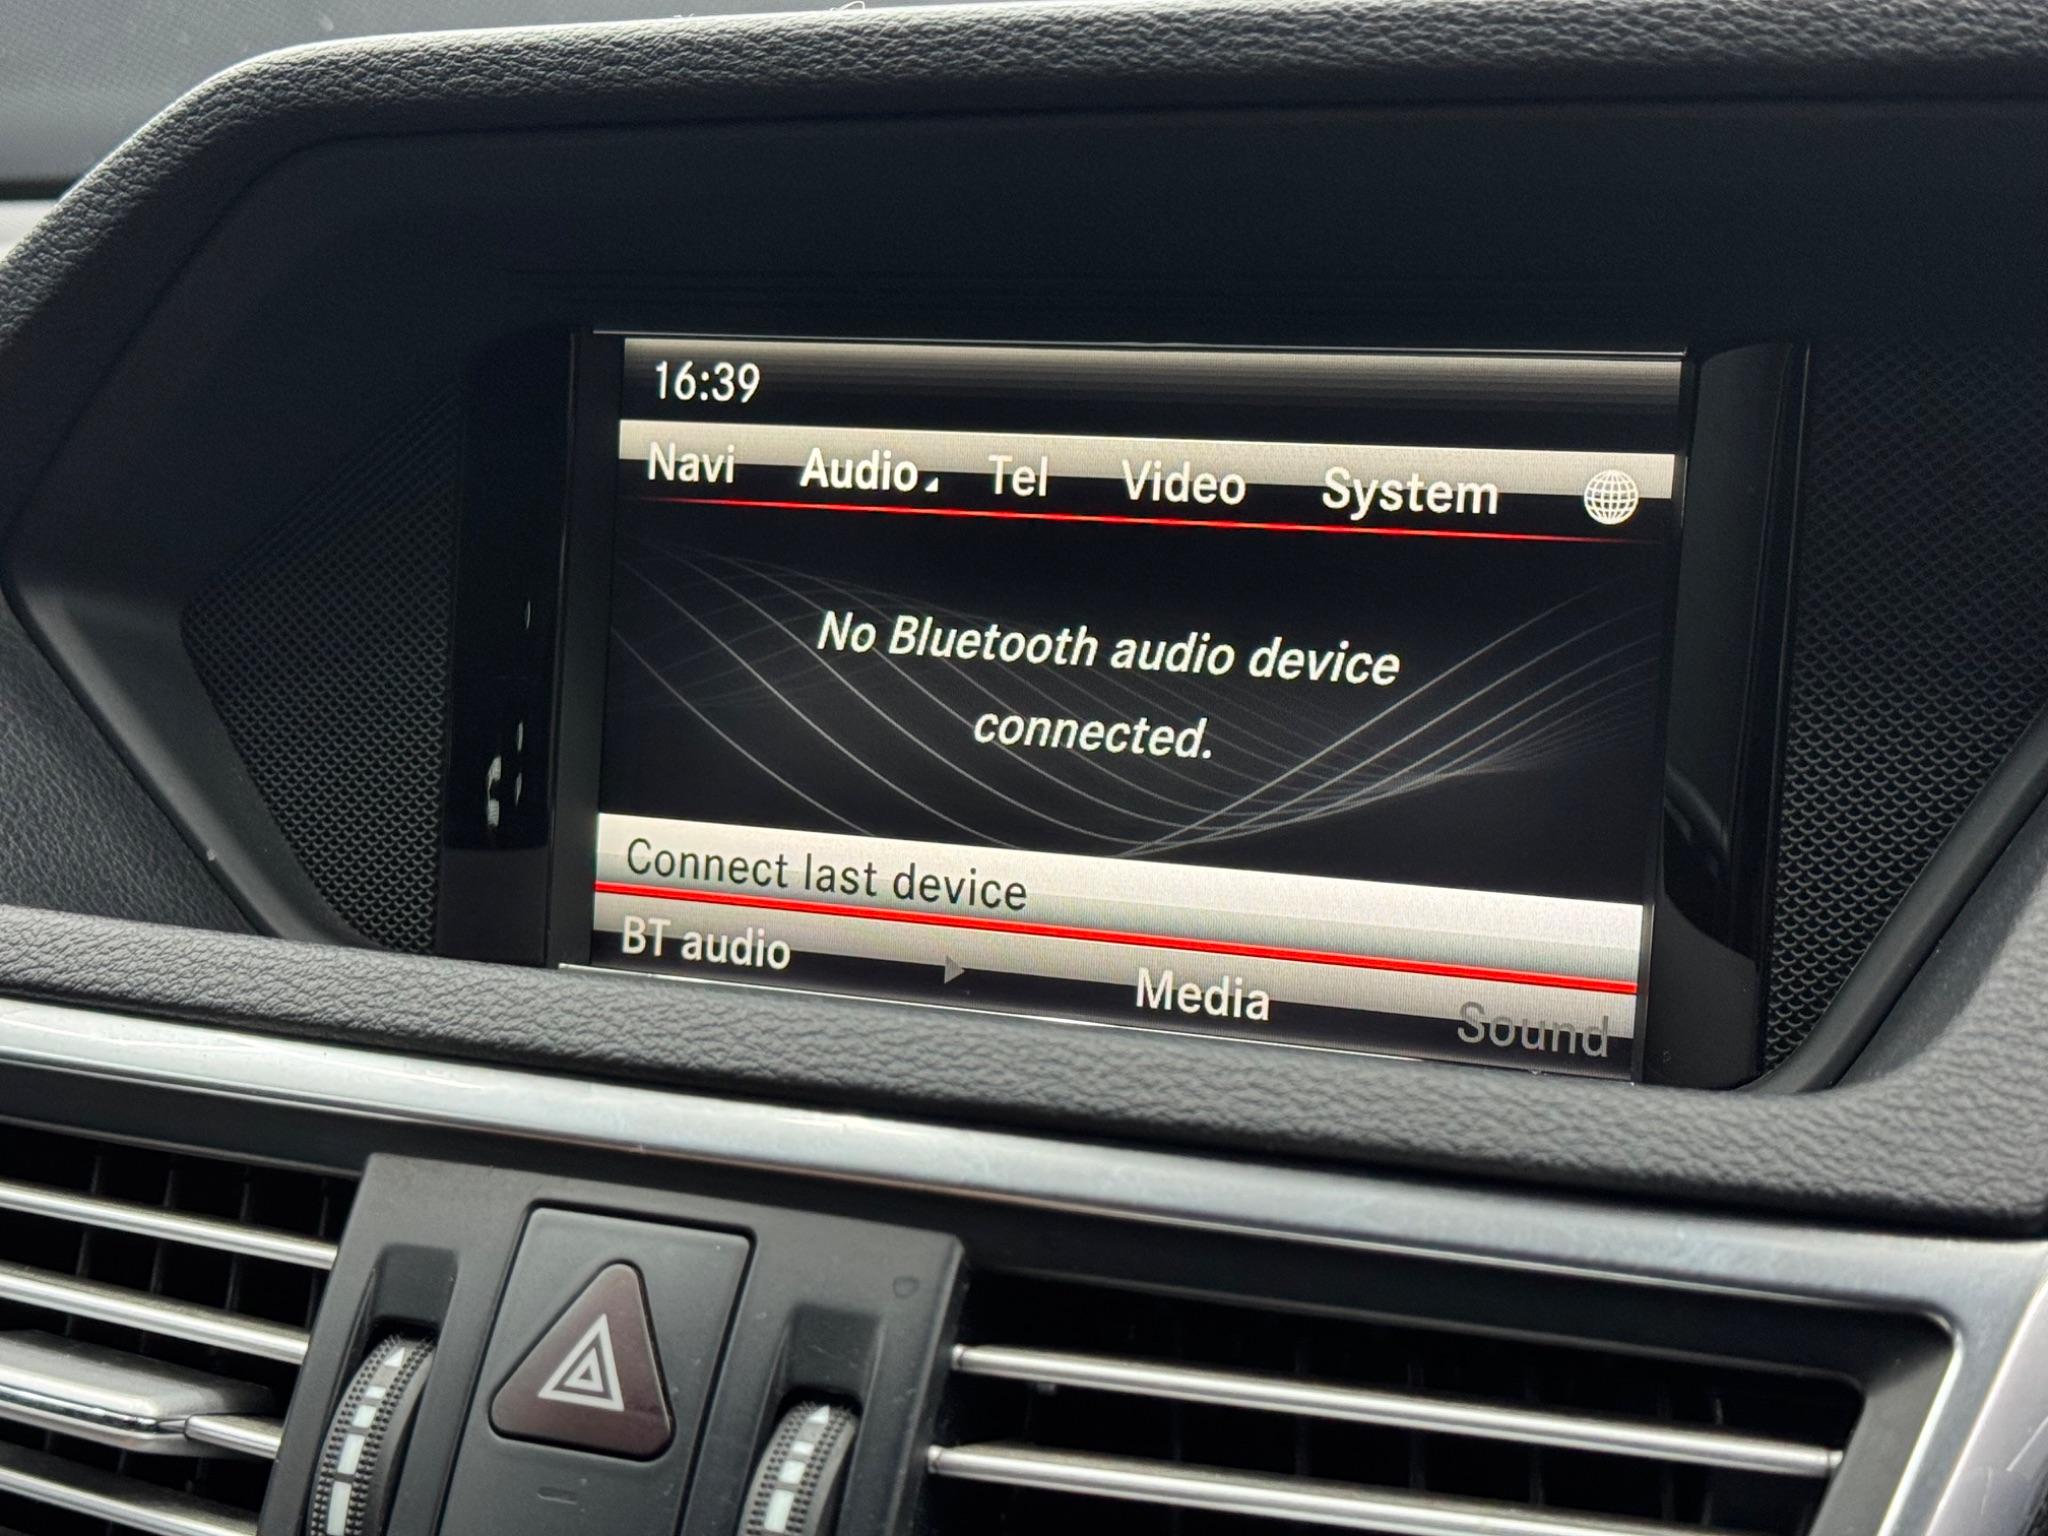 16:39
Navi Audio Tel Video System
No Bluetooth audio device
connected.
Connect last device
BT audio Media Sound